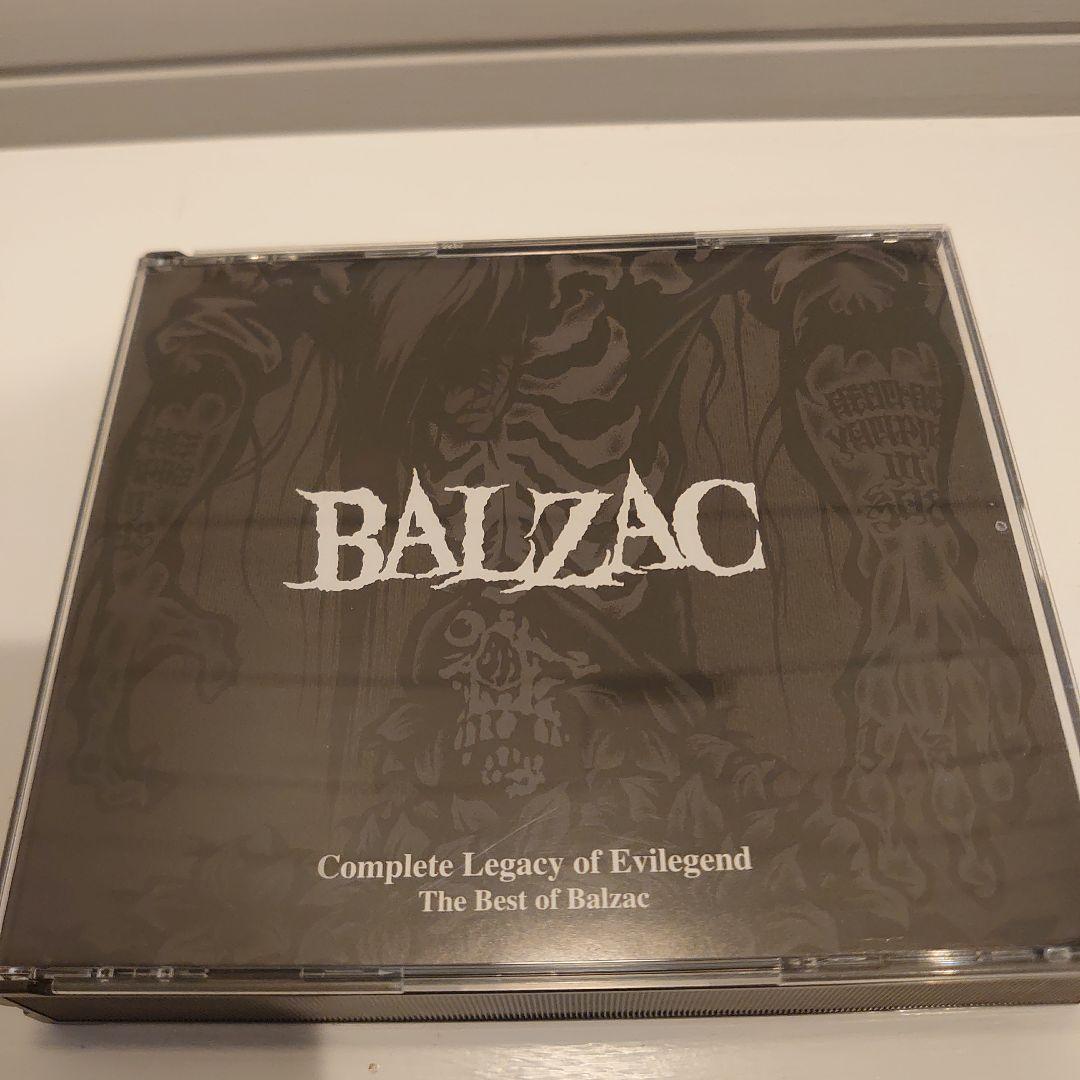 BALZAC
Complete Legacy of Evilegend
The Best of Balzac